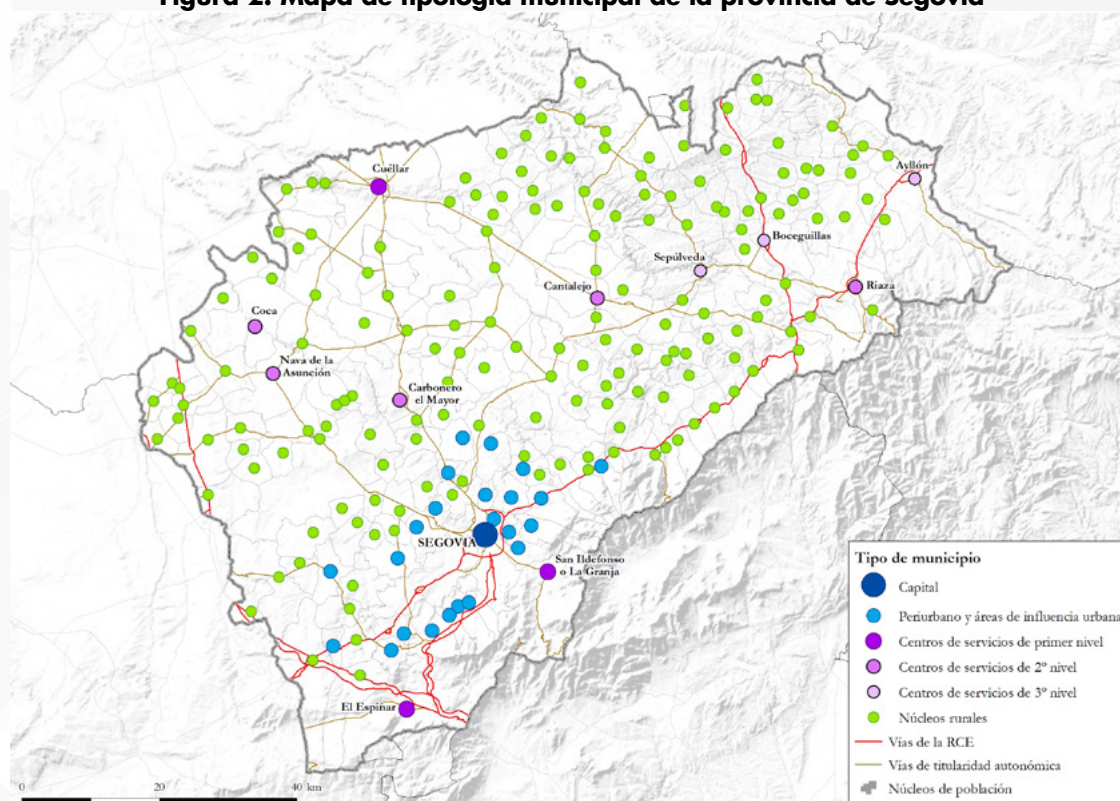 Figura 2. Mapa de tipología municipal de la provincia de Segovia
Cuéllar
Ayllón
Boceguillas
Sepúlveda
Cantalejo
Riaza
Coca
Nava de la
Asunción
Carbonero
el Mayor
SEGOVIA
San Ildefonso
o La Granja
El Espinar
0 20 40 km
Tipo de municipio
Capital
Periurbano y áreas de influencia urbana
Centros de servicios de primer nivel
Centros de servicios de 2º nivel
Centros de servicios de 3º nivel
Núcleos rurales
Vías de la RCE
Vías de titularidad autonómica
Núcleos de población